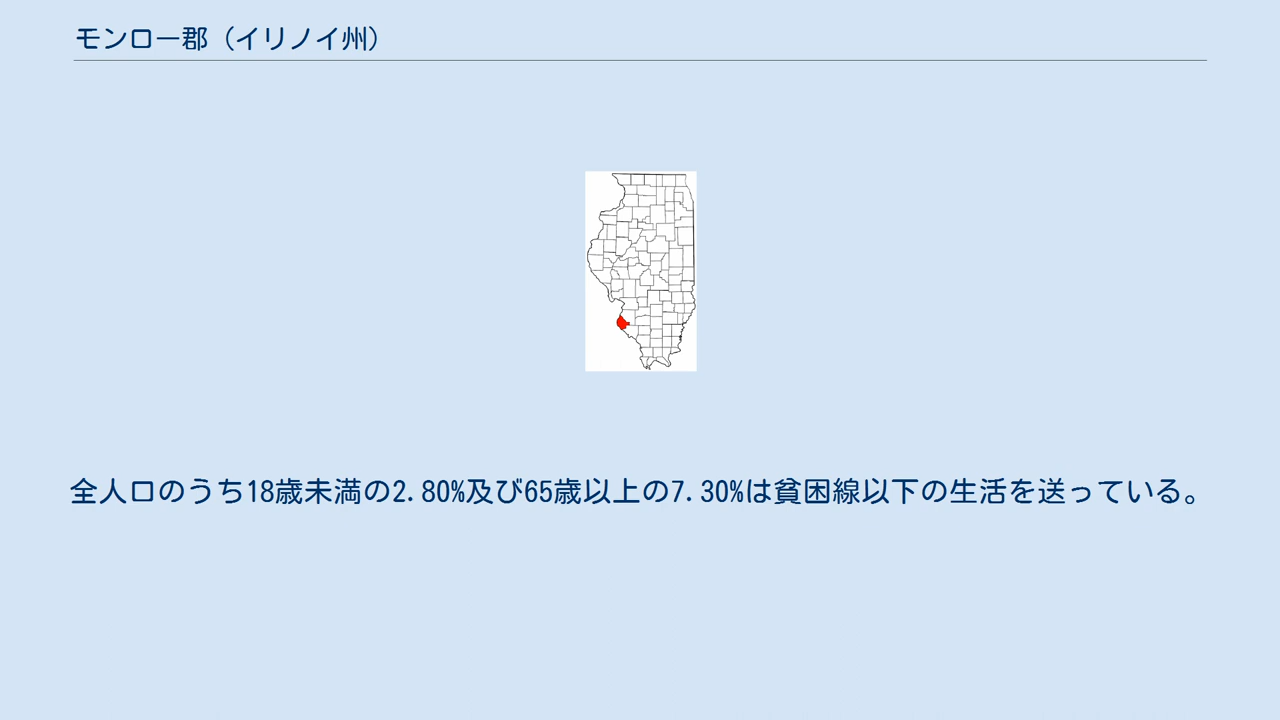 モンロー郡（イリノイ州）
全人口のうち18歳未満の2.80%及び65歳以上の7.30%は貧困線以下の生活を送っている。